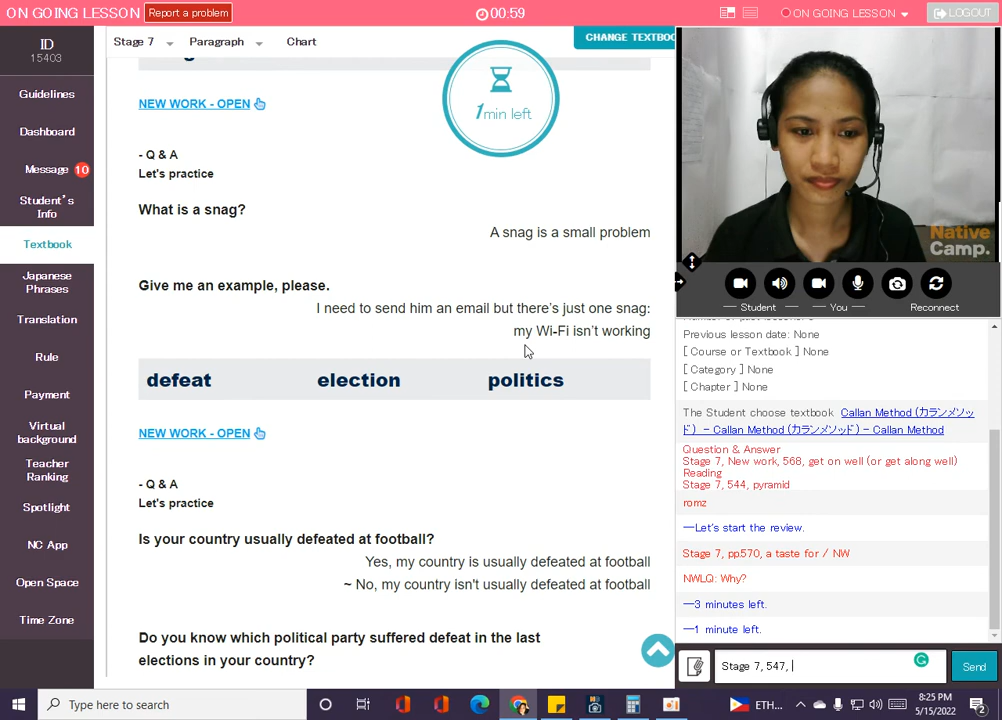 ON GOING LESSON
Report a problem
00:59
ON GOING LESSON
LOGOUT
ID
15403
Guidelines
Dashboard
Message 10
Student's
Info
Textbook
Japanese
Phrases
Translation
Rule
Payment
Virtual
background
Teacher
Ranking
Spotlight
NC App
Open Space
Time Zone
Stage 7
Paragraph
Chart
CHANGE TEXTBOO
1 min left
NEW WORK - OPEN
- Q & A
Let's practice
What is a snag?
A snag is a small problem
Give me an example, please.
I need to send him an email but there's just one snag:
my Wi-Fi isn't working
defeat election politics
NEW WORK - OPEN
- Q & A
Let's practice
Is your country usually defeated at football?
Yes, my country is usually defeated at football
~ No, my country isn't usually defeated at football
Do you know which political party suffered defeat in the last
elections in your country?
Native
Camp.
Student
You
Reconnect
Previous lesson date: None
[ Course or Textbook ] None
[ Category ] None
[ Chapter ] None
The Student choose textbook Callan Method (カランメソッ
ド) - Callan Method (カランメソッド) - Callan Method
Question & Answer
Stage 7, New work, 568, get on well (or get along well)
Reading
Stage 7, 544, pyramid
romz
—Let's start the review.
Stage 7, pp.570, a taste for / NW
NWLQ: Why?
—3 minutes left.
—1 minute left.
Stage 7, 547,
Send
Type here to search
ETH...
8:25 PM
5/15/2022
2